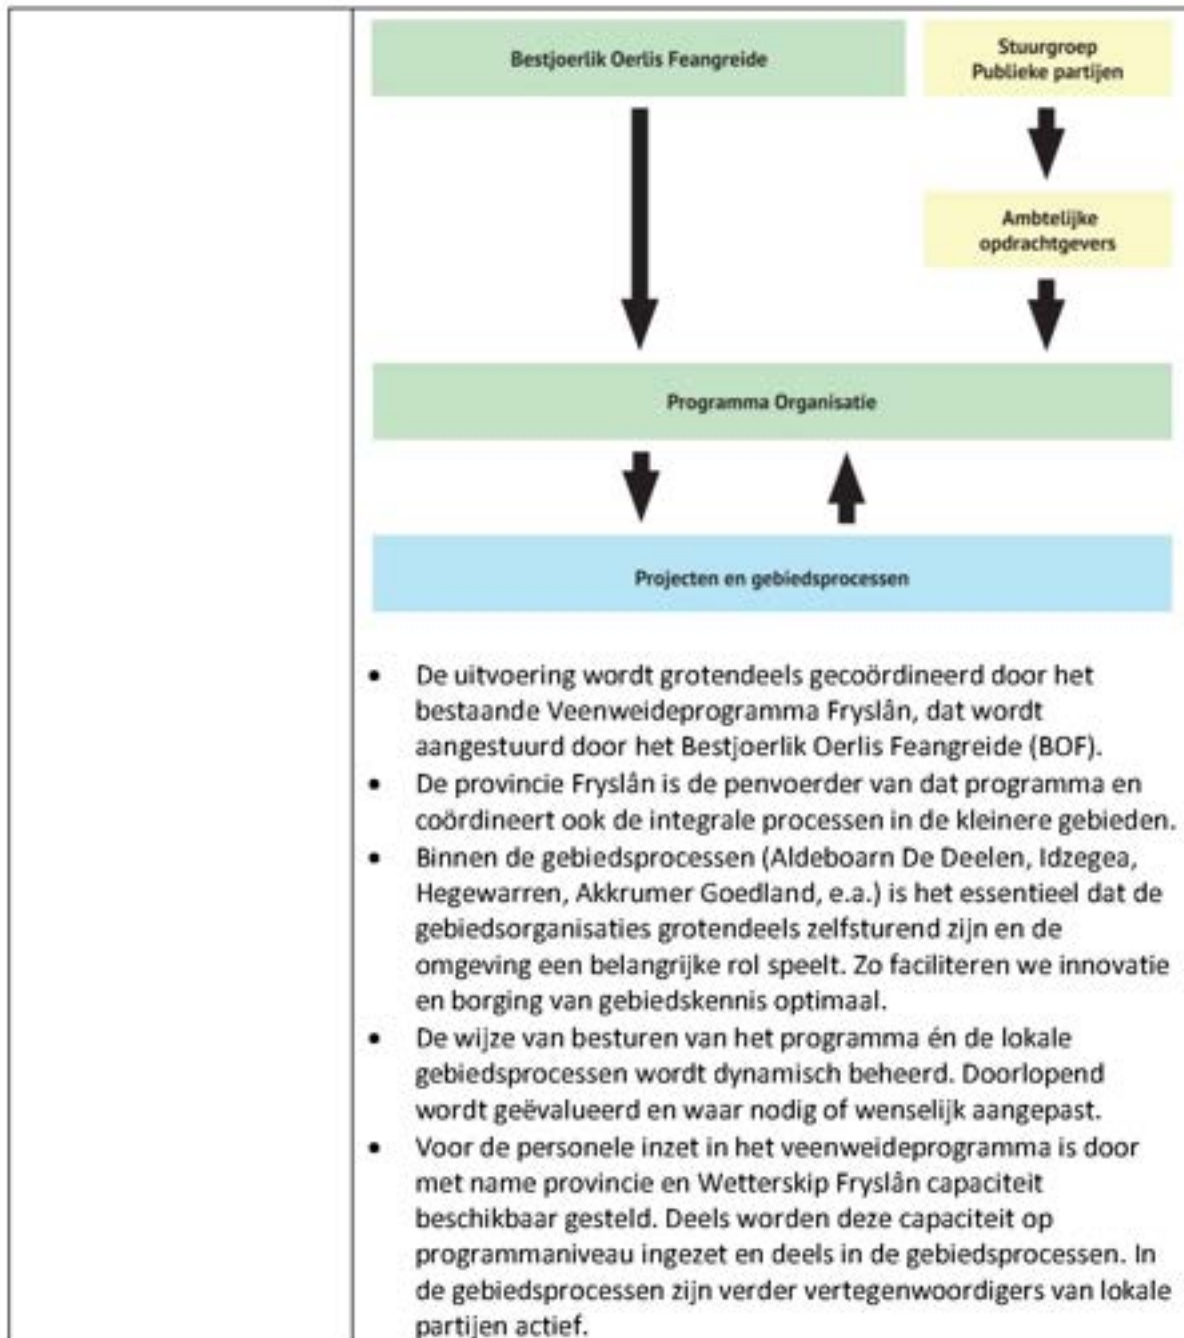 Bestjoerlik Oerlis Feangreide
Stuurgroep
Publieke partijen
Ambtelijke
opdrachtgevers
Programma Organisatie
Projecten en gebiedsprocessen
• De uitvoering wordt grotendeels gecoördineerd door het
bestaande Veenweideprogramma Fryslân, dat wordt
aangestuurd door het Bestjoerlik Oerlis Feangreide (BOF).
• De provincie Fryslân is de penvoerder van dat programma en
coördineert ook de integrale processen in de kleinere gebieden.
• Binnen de gebiedsprocessen (Aldeboarn De Deelen, Idzegea,
Hegewarren, Akkrumer Goedland, e.a.) is het essentieel dat de
gebiedsorganisaties grotendeels zelfsturend zijn en de
omgeving een belangrijke rol speelt. Zo faciliteren we innovatie
en borging van gebiedskennis optimaal.
• De wijze van besturen van het programma én de lokale
gebiedsprocessen wordt dynamisch beheerd. Doorlopend
wordt geëvalueerd en waar nodig of wenselijk aangepast.
• Voor de personele inzet in het veenweideprogramma is door
met name provincie en Wetterskip Fryslân capaciteit
beschikbaar gesteld. Deels worden deze capaciteit op
programmaniveau ingezet en deels in de gebiedsprocessen. In
de gebiedsprocessen zijn verder vertegenwoordigers van lokale
partijen actief.